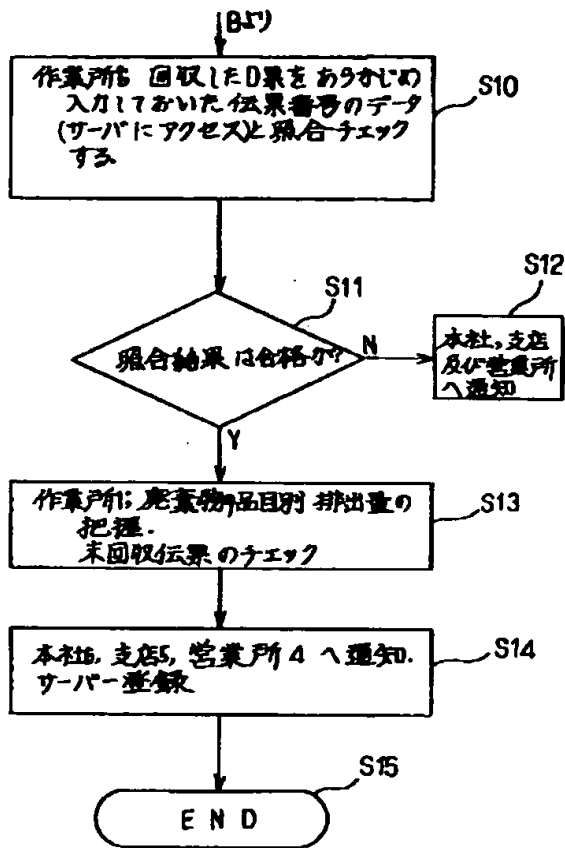 Bより
作業所1; 回収したD票をあらかじめ
入力しておいた伝票番号のデータ
(サーバにアクセス)と照合チェック
する.
S10
S11
照合結果は合格か?
N
S12
本社,支店
及び営業所
へ通知
Y
作業所1; 廃棄物の品目別 排出量の
把握.
未回収伝票のチェック
S13
本社6. 支店5, 営業所4 へ通知.
サーバー登録
S14
END
S15